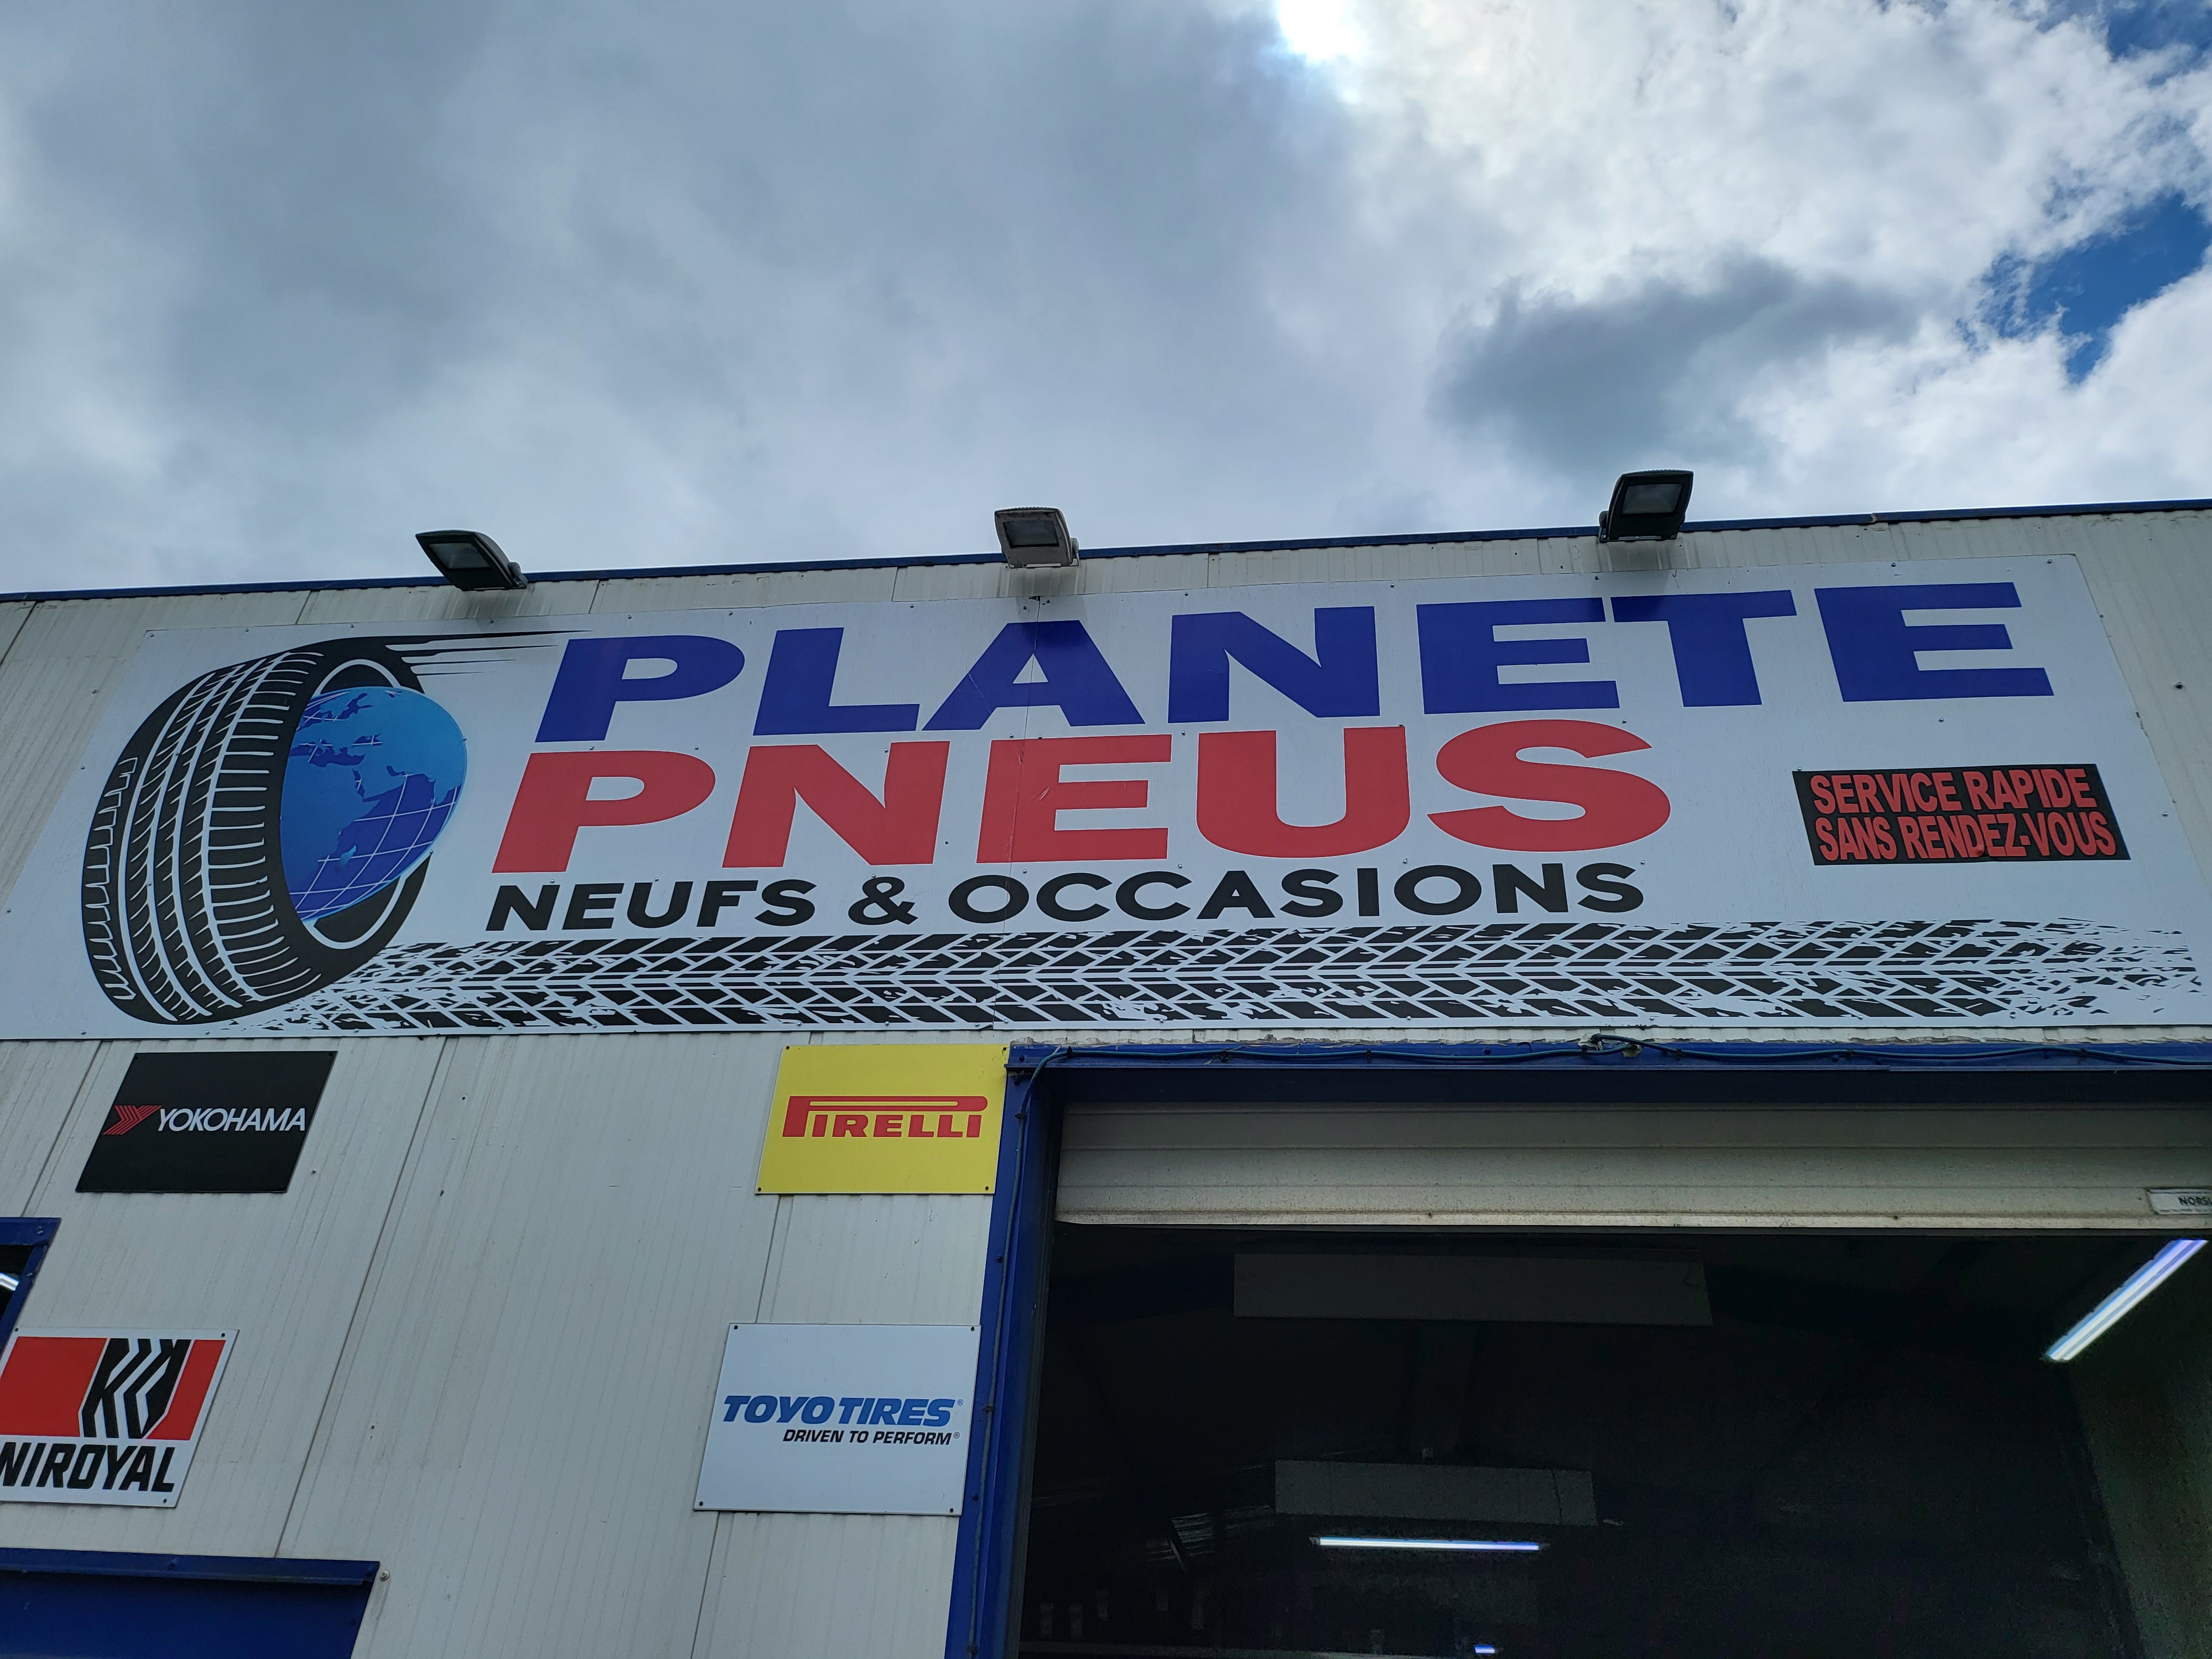 PLANETE
PNEUS
NEUFS & OCCASIONS
SERVICE RAPIDE
SANS RENDEZ-VOUS
YOKOHAMA
PIRELLI
NIROYAL
TOYO TIRES®
DRIVEN TO PERFORM®